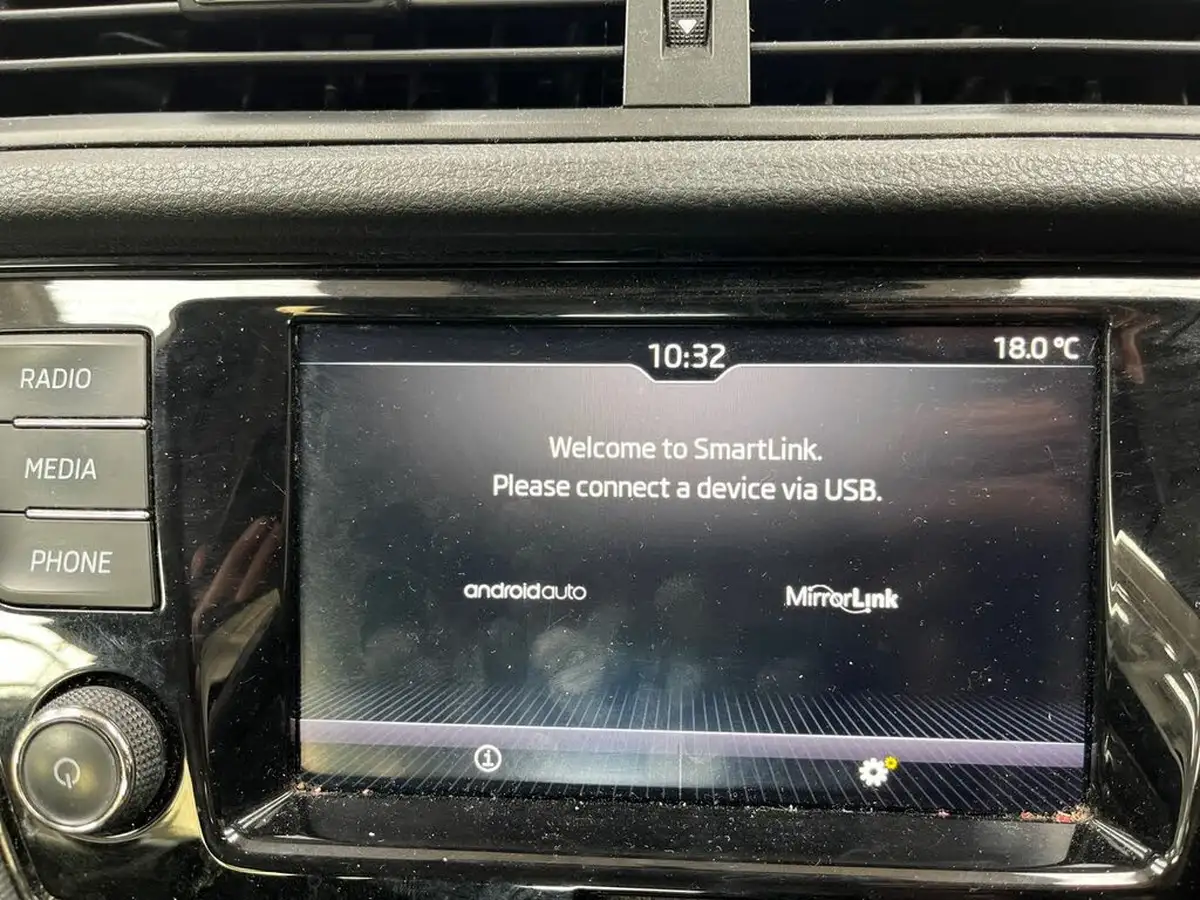 10:32
18.0 °C
RADIO
Welcome to SmartLink.
MEDIA
Please connect a device via USB.
PHONE
androidauto
MirrorLink